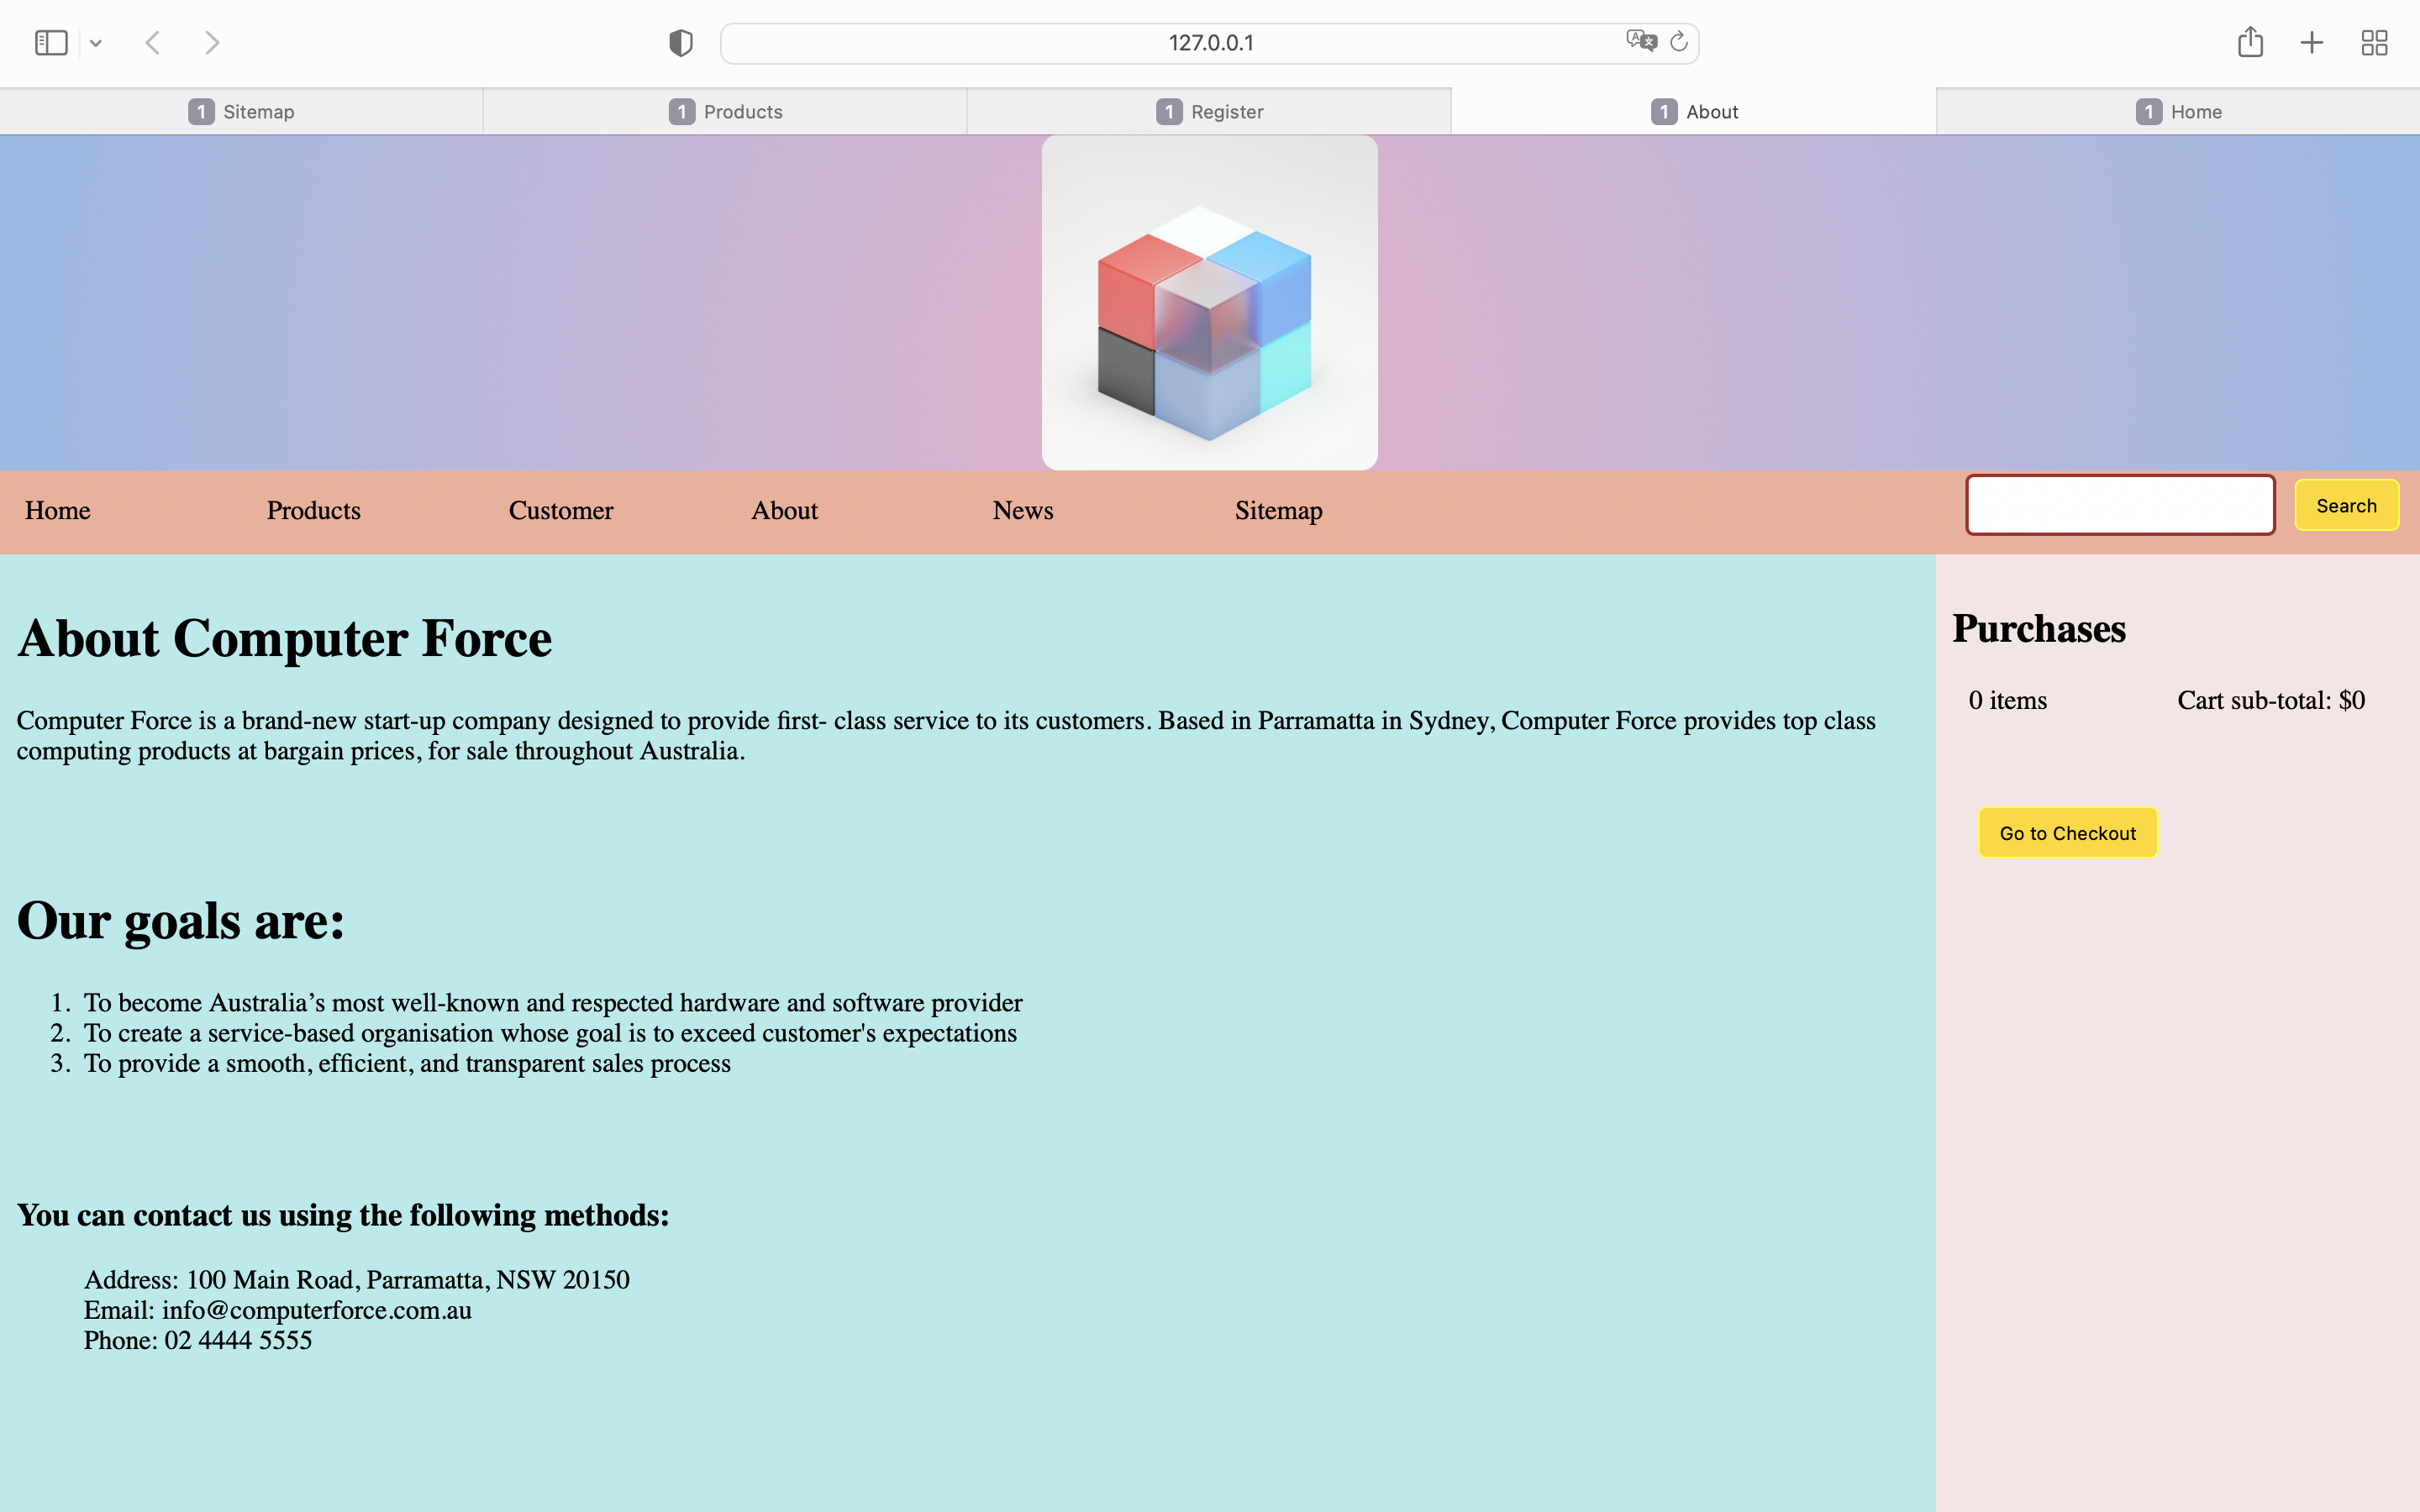 127.0.0.1
1 Sitemap
1 Products
1 Register
1 About
1 Home
Home Products Customer About News Sitemap Search
About Computer Force
Computer Force is a brand-new start-up company designed to provide first- class service to its customers. Based in Parramatta in Sydney, Computer Force provides top class
computing products at bargain prices, for sale throughout Australia.
Our goals are:
1. To become Australia’s most well-known and respected hardware and software provider
2. To create a service-based organisation whose goal is to exceed customer's expectations
3. To provide a smooth, efficient, and transparent sales process
You can contact us using the following methods:
Address: 100 Main Road, Parramatta, NSW 20150
Email: info@computerforce.com.au
Phone: 02 4444 5555
Purchases
0 items Cart sub-total: $0
Go to Checkout